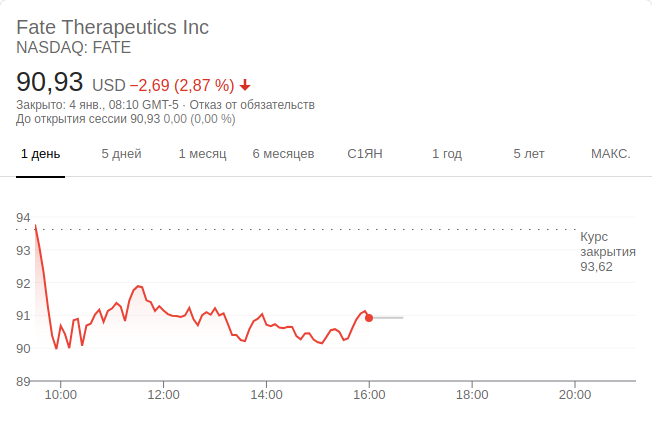 Fate Therapeutics Inc
NASDAQ: FATE
90,93 USD −2,69 (2,87 %)
Закрыто: 4 янв., 08:10 GMT-5 · Отказ от обязательств
До открытия сессии 90,93 0,00 (0,00 %)
1 день 5 дней 1 месяц 6 месяцев С1ЯН 1 год 5 лет МАКС.
94
Курс
закрытия
93,62
93
92
91
90
89
10:00 12:00 14:00 16:00 18:00 20:00